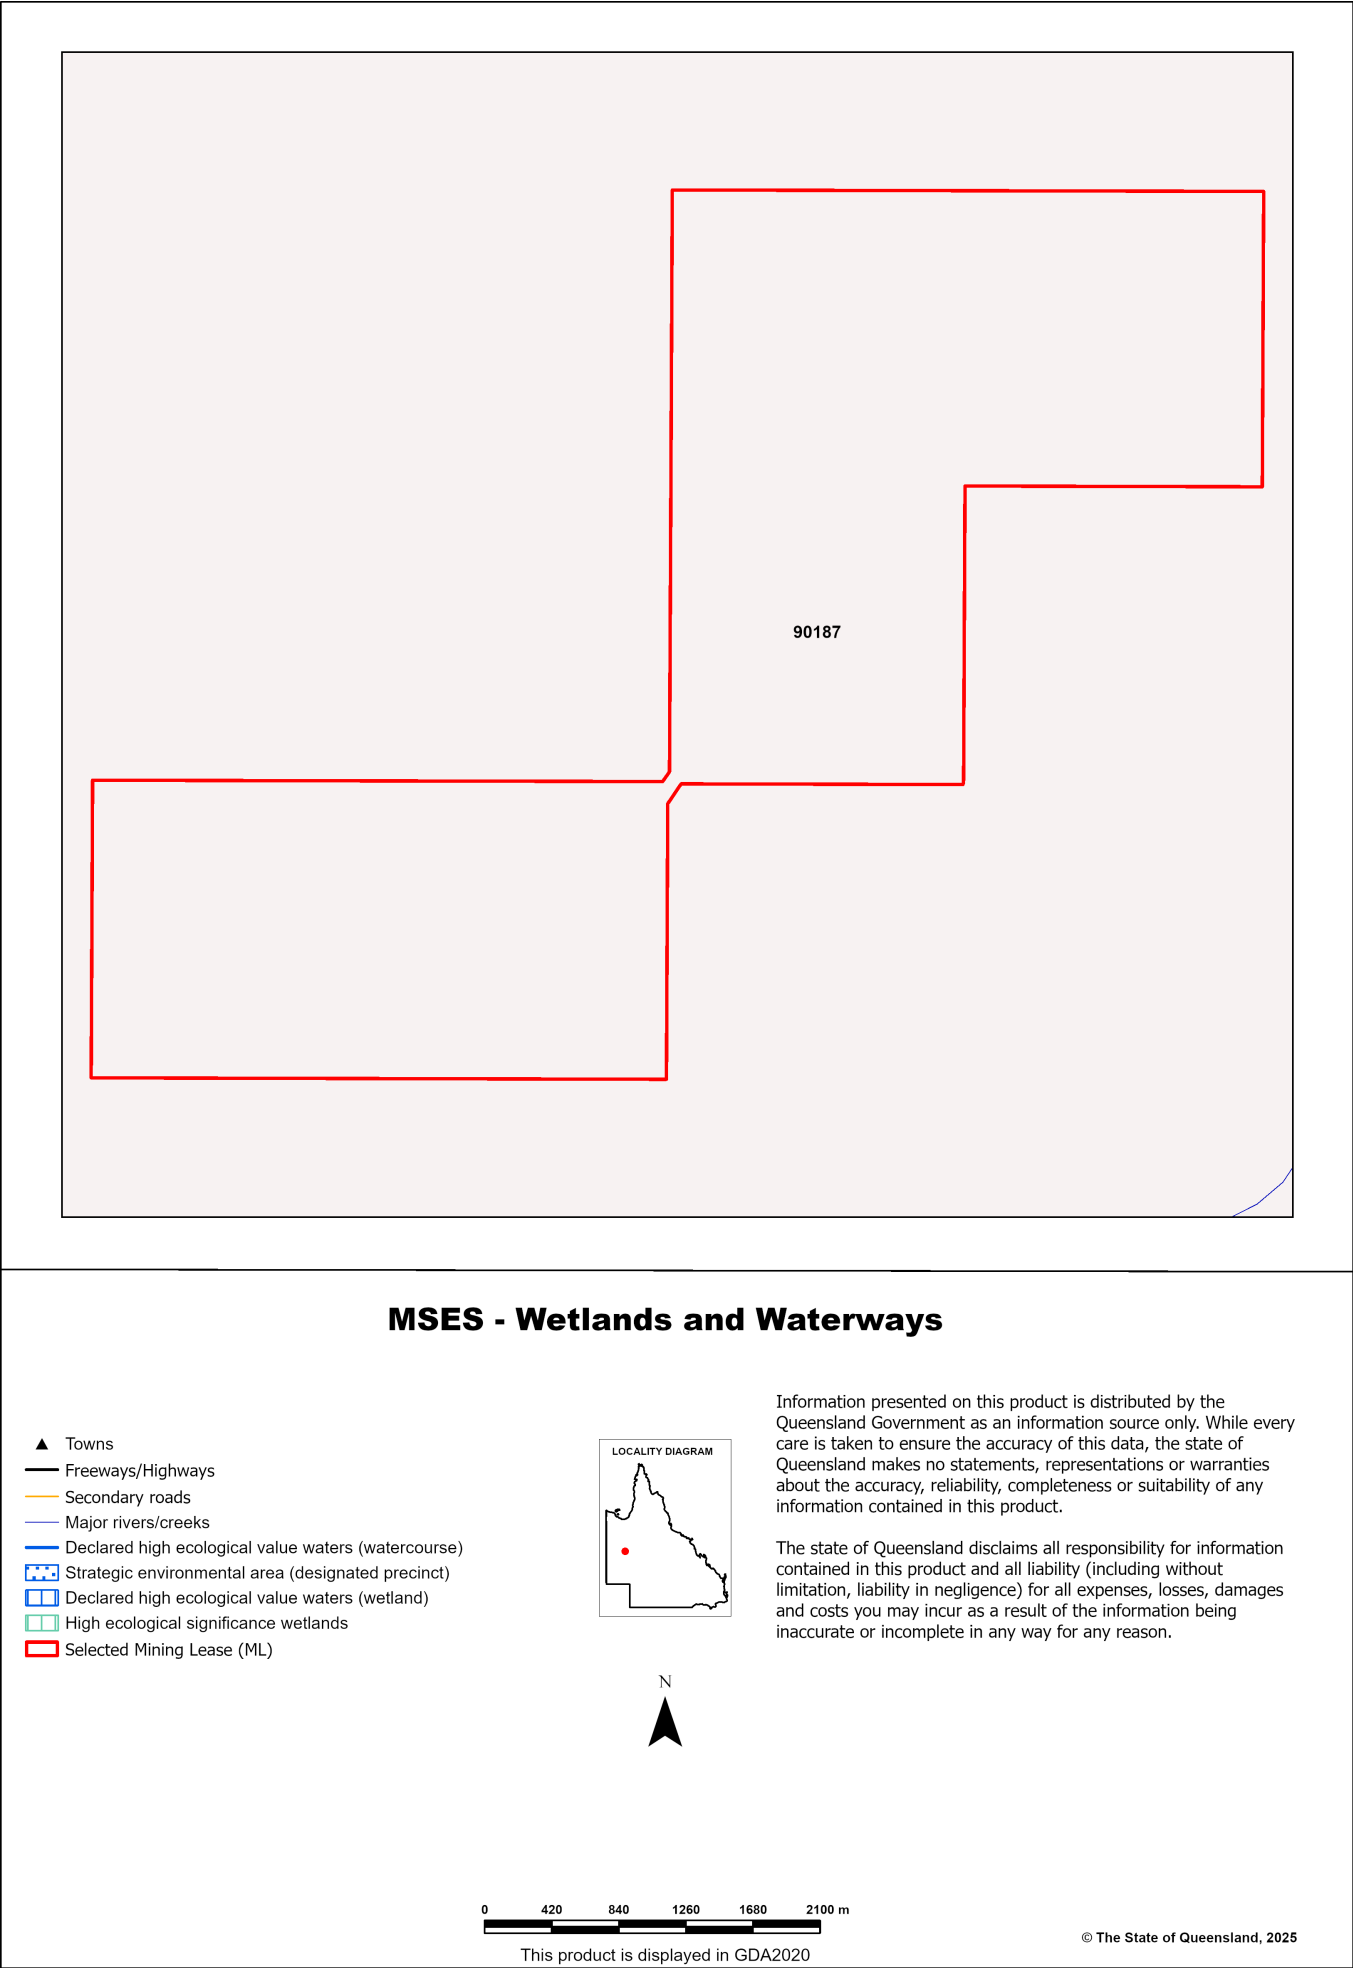 90187
MSES - Wetlands and Waterways
Towns
Freeways/Highways
Secondary roads
Major rivers/creeks
Declared high ecological value waters (watercourse)
Strategic environmental area (designated precinct)
Declared high ecological value waters (wetland)
High ecological significance wetlands
Selected Mining Lease (ML)
LOCALITY DIAGRAM
N
Information presented on this product is distributed by the
Queensland Government as an information source only. While every
care is taken to ensure the accuracy of this data, the state of
Queensland makes no statements, representations or warranties
about the accuracy, reliability, completeness or suitability of any
information contained in this product.
The state of Queensland disclaims all responsibility for information
contained in this product and all liability (including without
limitation, liability in negligence) for all expenses, losses, damages
and costs you may incur as a result of the information being
inaccurate or incomplete in any way for any reason.
0 420 840 1260 1680 2100 m
This product is displayed in GDA2020
© The State of Queensland, 2025